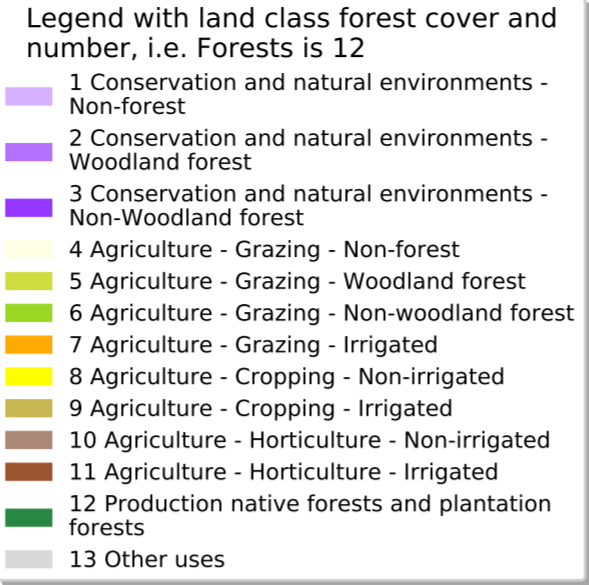 Legend with land class forest cover and
number, i.e. Forests is 12
1 Conservation and natural environments -
Non-forest
2 Conservation and natural environments -
Woodland forest
3 Conservation and natural environments -
Non-Woodland forest
4 Agriculture - Grazing - Non-forest
5 Agriculture - Grazing - Woodland forest
6 Agriculture - Grazing - Non-woodland forest
7 Agriculture - Grazing - Irrigated
8 Agriculture - Cropping - Non-irrigated
9 Agriculture - Cropping - Irrigated
10 Agriculture - Horticulture - Non-irrigated
11 Agriculture - Horticulture - Irrigated
12 Production native forests and plantation
forests
13 Other uses